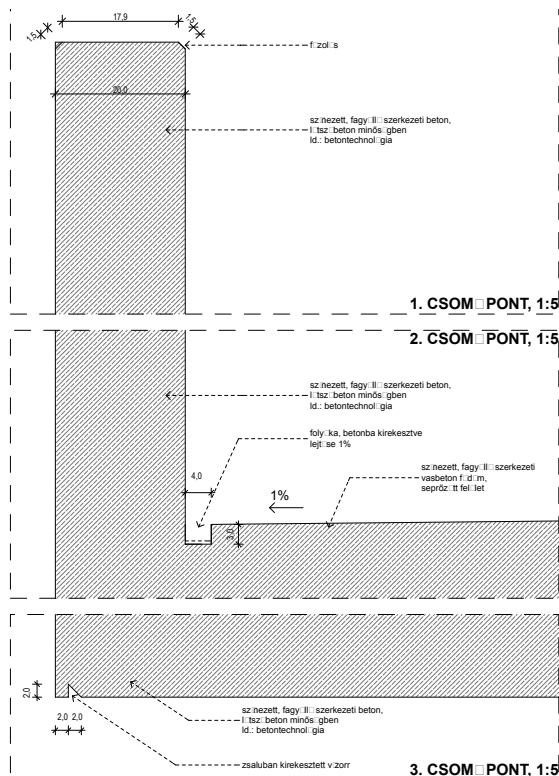 17,9
1,5
1,5
f□zol□s
20,0
sz□nezett, fagy□ll□ szerkezeti beton,
l□tsz□beton minős□gben
ld.: betontechnol□gia
1. CSOM□PONT, 1:5
2. CSOM□PONT, 1:5
sz□nezett, fagy□ll□ szerkezeti beton,
l□tsz□beton minős□gben
ld.: betontechnol□gia
foly□ka, betonba kirekesztve
lejt□se 1%
4,0
1%
sz□nezett, fagy□ll□ szerkezeti
vasbeton f□d□m,
seprőz□tt fel□let
3,0
2,0
2,0 2,0
sz□nezett, fagy□ll□ szerkezeti beton,
l□tsz□beton minős□gben
ld.: betontechnol□gia
zsaluban kirekesztett v□zorr
3. CSOM□PONT, 1:5